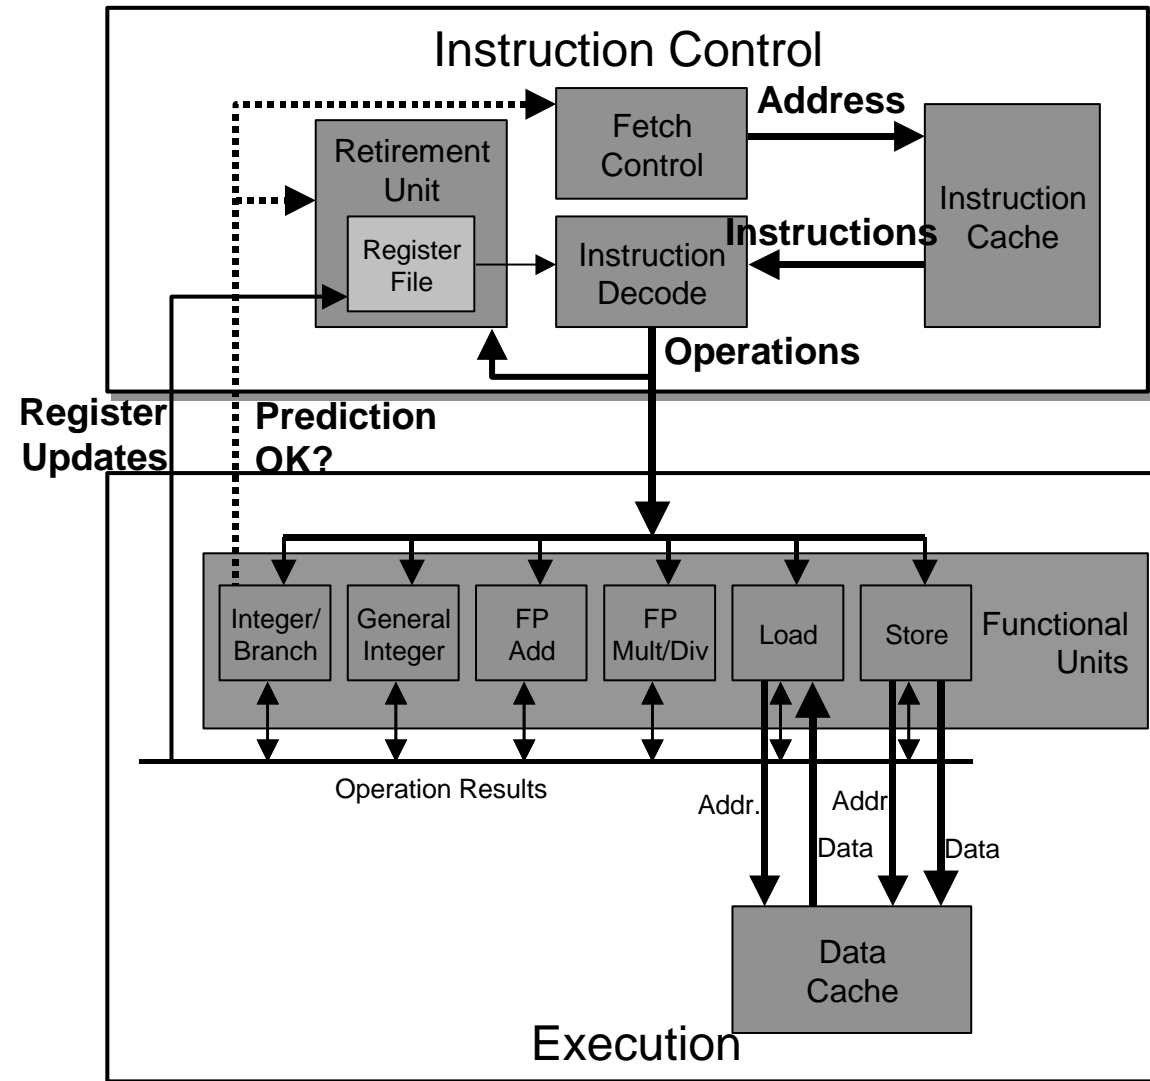 Instruction Control
Address
Fetch
Control
Retirement
Unit
Instruction
Cache
Instructions
Register
File
Instruction
Decode
Operations
Register
Updates
Prediction
OK?
Integer/
Branch
General
Integer
FP
Add
FP
Mult/Div
Load
Store
Functional
Units
Operation Results
Addr.
Addr
Data
Data
Data
Cache
Execution